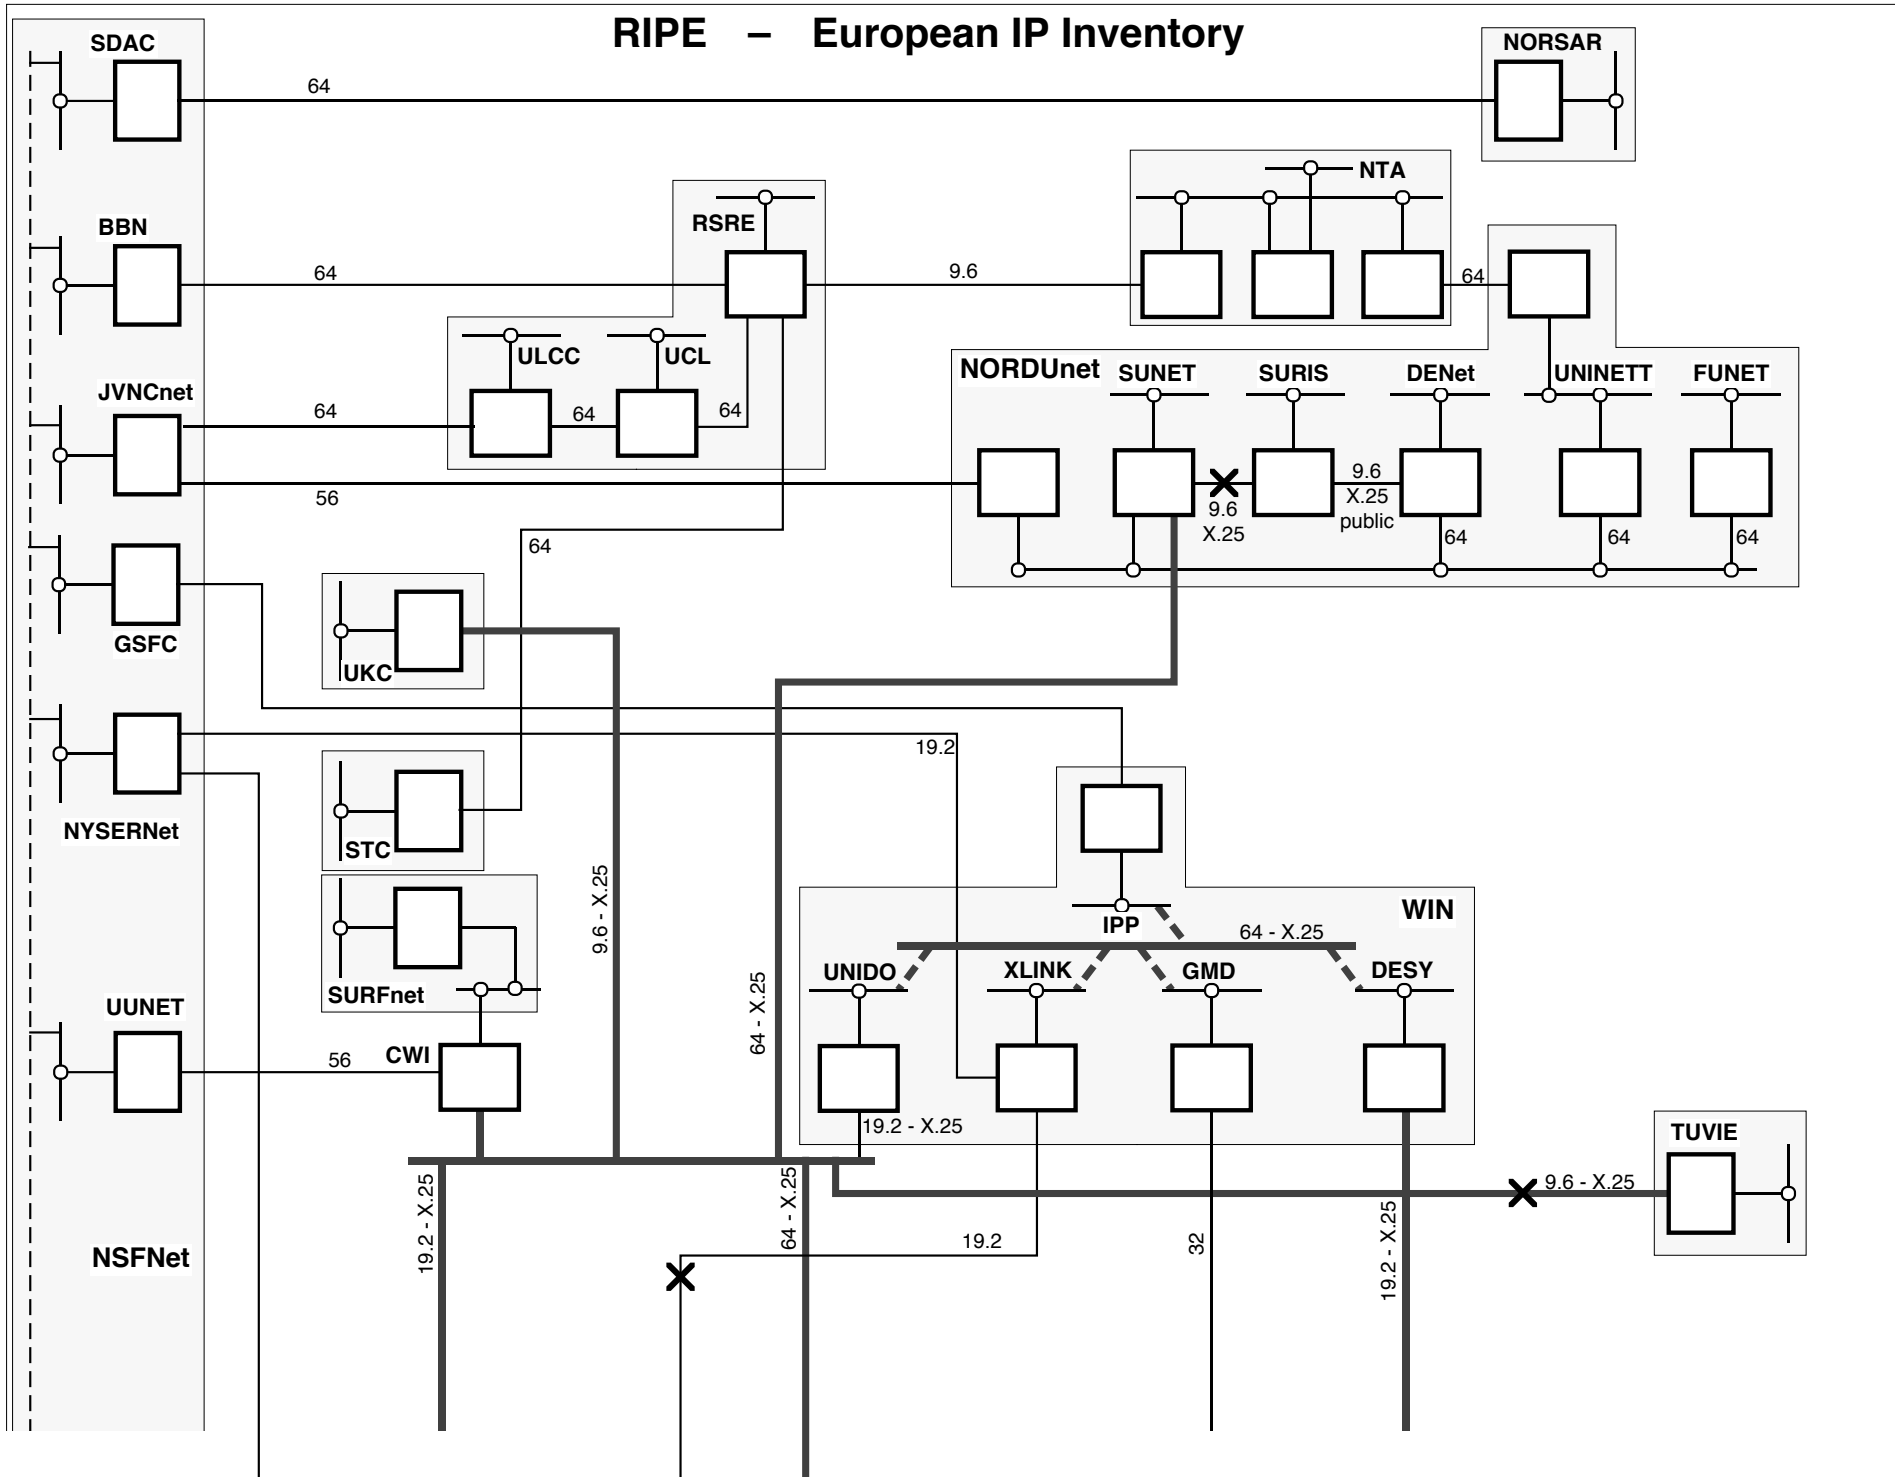 RIPE – European IP Inventory
SDAC
NORSAR
64
NTA
BBN
RSRE
64
9.6
64
ULCC
UCL
NORDUnet
SUNET
SURIS
DENet
UNINETT
FUNET
JVNCnet
64
64
64
56
9.6
X.25
9.6
X.25
public
64
64
64
64
GSFC
UKC
19.2
NYSERNet
STC
9.6 - X.25
64 - X.25
WIN
IPP
64 - X.25
UNIDO
XLINK
GMD
DESY
SURFnet
UUNET
56
CWI
19.2 - X.25
TUVIE
9.6 - X.25
19.2 - X.25
64 - X.25
19.2
32
19.2 - X.25
NSFNet